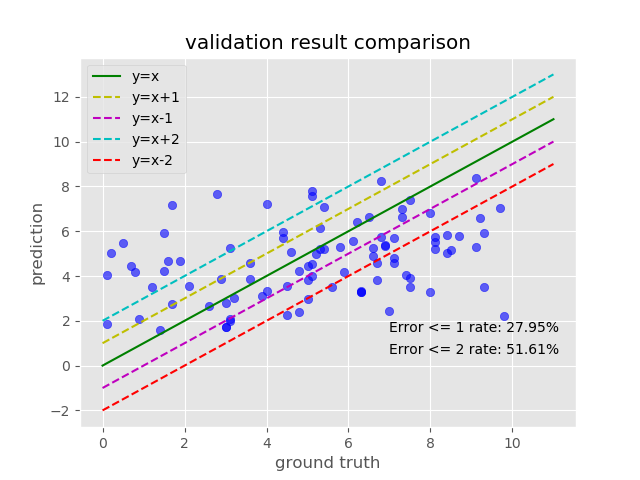 validation result comparison
y=x
y=x+1
y=x-1
y=x+2
y=x-2
12
10
8
6
4
2
0
−2
prediction
Error <= 1 rate: 27.95%
Error <= 2 rate: 51.61%
0 2 4 6 8 10
ground truth